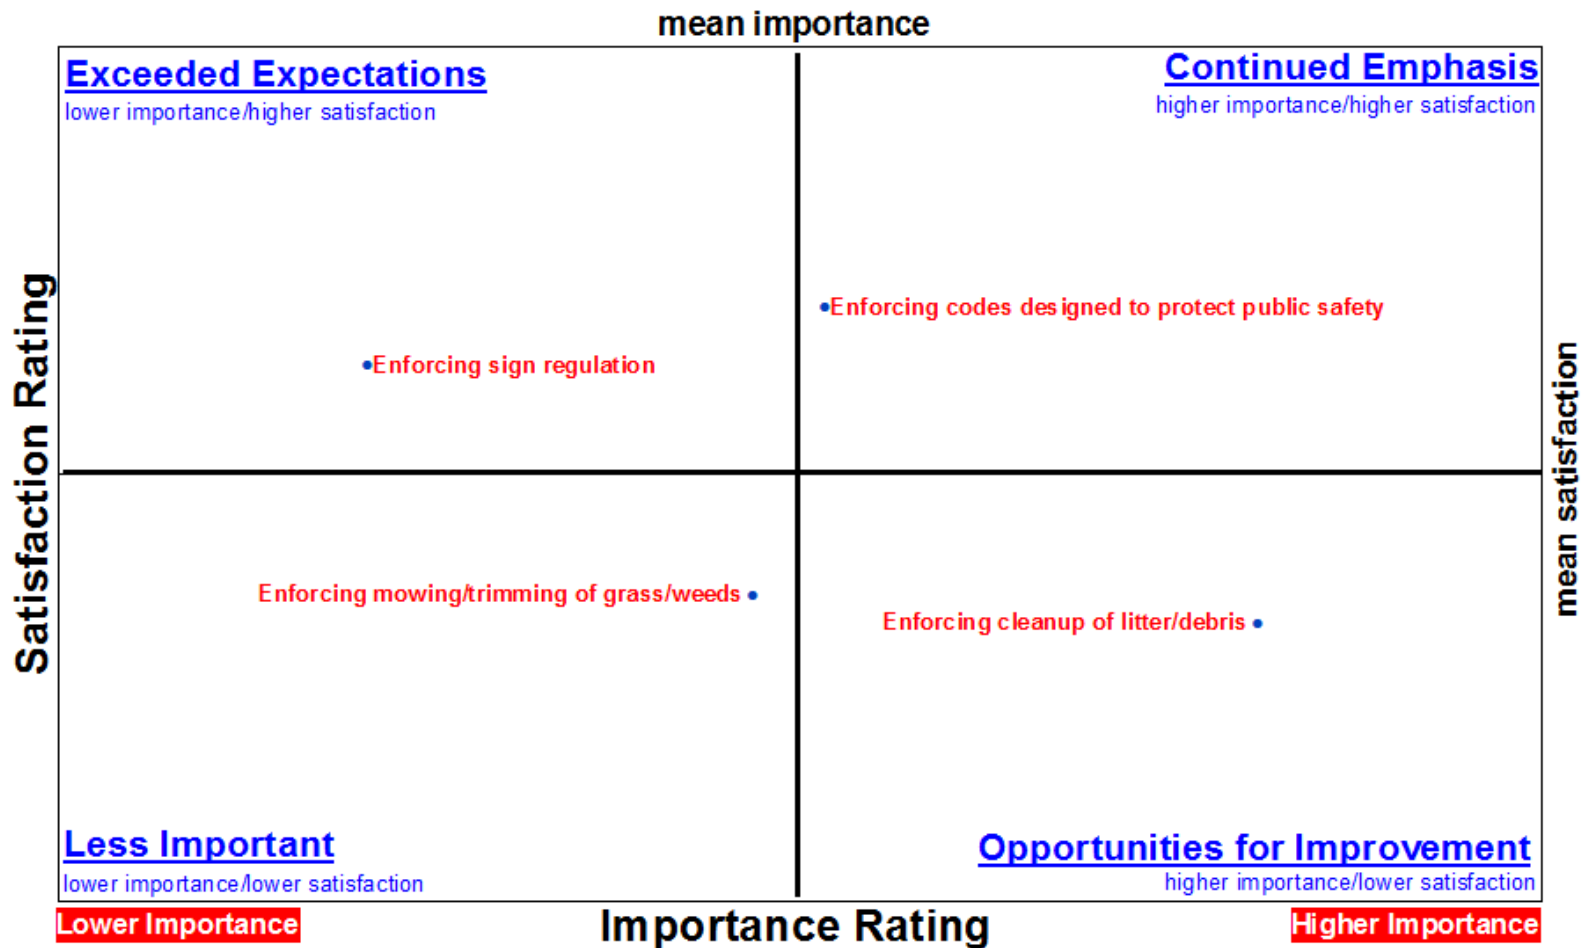 mean importance
Exceeded Expectations
lower importance/higher satisfaction
Continued Emphasis
higher importance/higher satisfaction
Satisfaction Rating
Enforcing codes designed to protect public safety
Enforcing sign regulation
mean satisfaction
Enforcing mowing/trimming of grass/weeds
Enforcing cleanup of litter/debris
Less Important
lower importance/lower satisfaction
Opportunities for Improvement
higher importance/lower satisfaction
Lower Importance
Importance Rating
Higher Importance